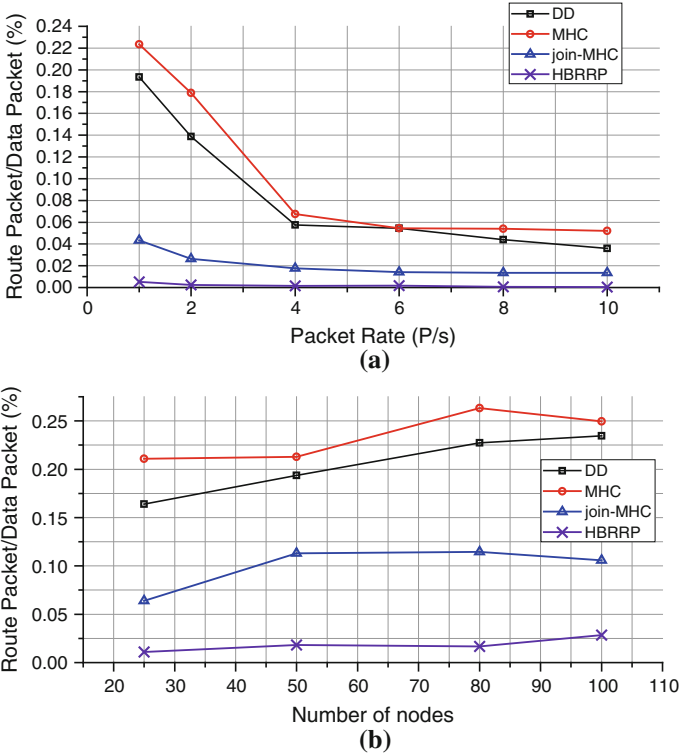 DD
MHC
join-MHC
HBRRP
Route Packet/Data Packet (%)
0.24
0.22
0.20
0.18
0.16
0.14
0.12
0.10
0.08
0.06
0.04
0.02
0.00
0 2 4 6 8 10
Packet Rate (P/s)
(a)
Route Packet/Data Packet (%)
0.25
0.20
0.15
0.10
0.05
0.00
DD
MHC
join-MHC
HBRRP
20 30 40 50 60 70 80 90 100 110
Number of nodes
(b)